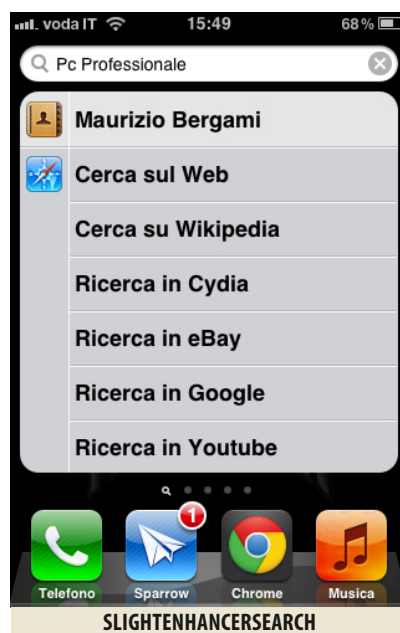 voda IT 15:49 68%
Pc Professionale
Maurizio Bergami
Cerca sul Web
Cerca su Wikipedia
Ricerca in Cydia
Ricerca in eBay
Ricerca in Google
Ricerca in Youtube
1
Telefono Sparrow Chrome Musica
SLIGHTENHANCERSEARCH